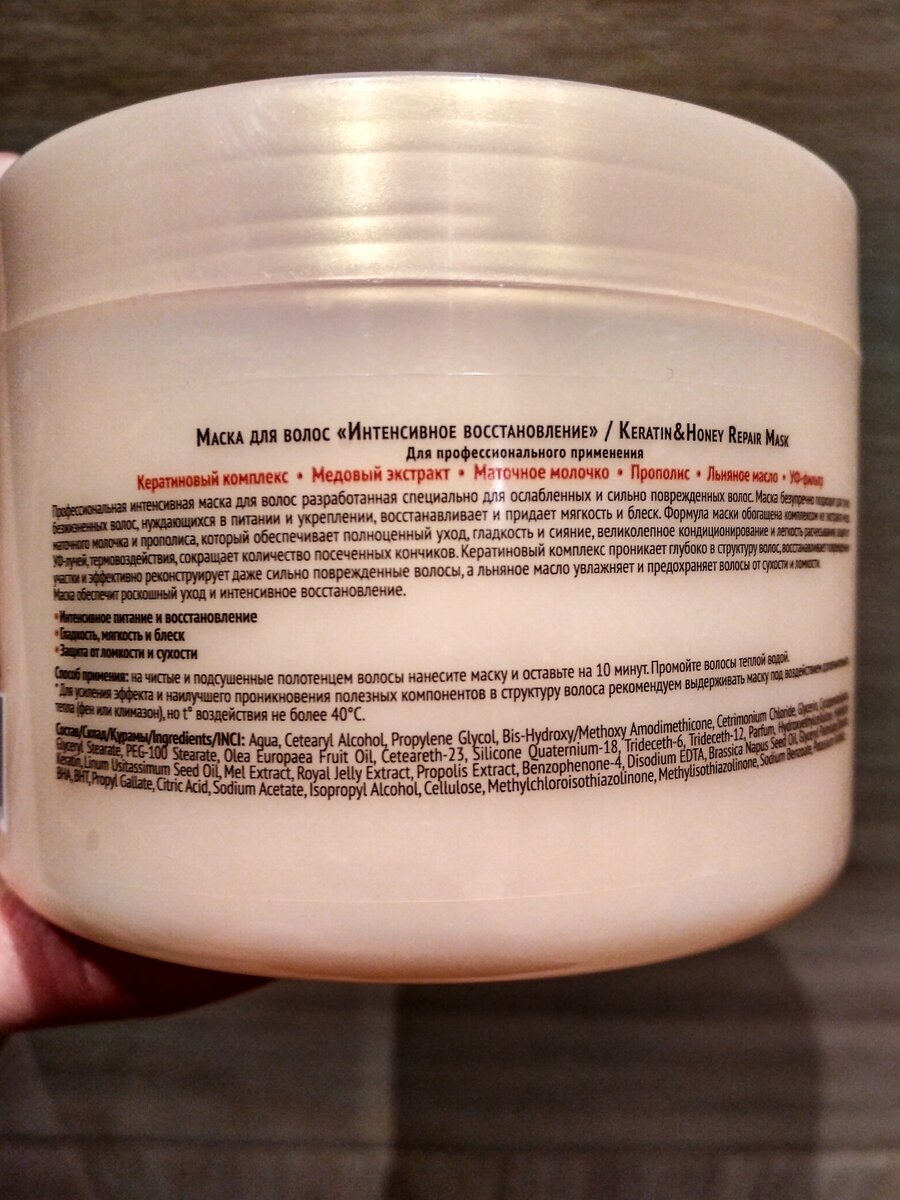 Маска для волос «Интенсивное восстановление» / Keratin&Honey Repair Mask
Для профессионального применения
Кератиновый комплекс • Медовый экстракт • Маточное молочко • Прополис • Льняное масло • УФ-фильтр
Профессиональная интенсивная маска для волос разработанная специально для ослабленных и сильно поврежденных волос. Маска безупречно
безжизненных волос, нуждающихся в питании и укреплении, восстанавливает и придает мягкость и блеск. Формула маски обогащена комплексом
маточного молочка и прополиса, который обеспечивает полноценный уход, гладкость и сияние, великолепное кондиционирование и легкость расчесывания,
УФ-лучей, термовоздействия, сокращает количество посеченных кончиков. Кератиновый комплекс проникает глубоко в структуру волос, восстанавливает
участки и эффективно реконструирует даже сильно поврежденные волосы, а льняное масло увлажняет и предохраняет волосы от сухости и ломкости.
Маска обеспечит роскошный уход и интенсивное восстановление.
• Интенсивное питание и восстановление
• Гладкость, мягкость и блеск
• Защита от ломкости и сухости
Способ применения: на чистые и подсушенные полотенцем волосы нанесите маску и оставьте на 10 минут. Промойте волосы теплой водой.
* Для усиления эффекта и наилучшего проникновения полезных компонентов в структуру волоса рекомендуем выдерживать маску под воздействием
тепла (фен или климазон), но t° воздействия не более 40°С.
Состав/Склад/Курамы/Ingredients/INCI: Aqua, Cetearyl Alcohol, Propylene Glycol, Bis-Hydroxy/Methoxy Amodimethicone, Cetrimonium Chloride, Glycerin,
Glyceryl Stearate, PEG-100 Stearate, Olea Europaea Fruit Oil, Ceteareth-23, Silicone Quaternium-18, Trideceth-6, Trideceth-12, Parfum,
Keratin, Linum Usitassimum Seed Oil, Mel Extract, Royal Jelly Extract, Propolis Extract, Benzophenone-4, Disodium EDTA, Brassica Napus Seed Oil,
BHA, BHT, Propyl Gallate, Citric Acid, Sodium Acetate, Isopropyl Alcohol, Cellulose, Methylchloroisothiazolinone, Methylisothiazolinone, Sodium Benzoate,